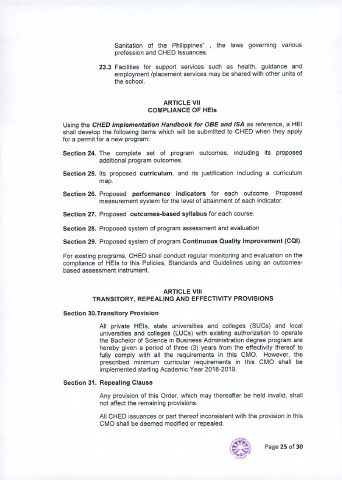 Sanitation of the Philippines" , the laws governing various
profession and CHED Issuances.
23.3 Facilities for support services such as health, guidance and
employment /placement services may be shared with other units of
the school.
ARTICLE VII
COMPLIANCE OF HEIs
Using the CHED Implementation Handbook for OBE and ISA as reference, a HEI
shall develop the following items which will be submitted to CHED when they apply
for a permit for a new program:
Section 24. The complete set of program outcomes, including its proposed
additional program outcomes.
Section 25. Its proposed curriculum, and its justification including a curriculum
map.
Section 26. Proposed performance indicators for each outcome. Proposed
measurement system for the level of attainment of each indicator.
Section 27. Proposed outcomes-based syllabus for each course.
Section 28. Proposed system of program assessment and evaluation
Section 29. Proposed system of program Continuous Quality Improvement (CQI).
For existing programs, CHED shall conduct regular monitoring and evaluation on the
compliance of HEIs to this Policies, Standards and Guidelines using an outcomes-
based assessment instrument.
ARTICLE VIII
TRANSITORY, REPEALING AND EFFECTIVITY PROVISIONS
Section 30.Transitory Provision
All private HEIs, state universities and colleges (SUCs) and local
universities and colleges (LUCs) with existing authorization to operate
the Bachelor of Science in Business Administration degree program are
hereby given a period of three (3) years from the effectivity thereof to
fully comply with all the requirements in this CMO. However, the
prescribed minimum curricular requirements in this CMO shall be
implemented starting Academic Year 2018-2019.
Section 31. Repealing Clause
Any provision of this Order, which may thereafter be held invalid, shall
not affect the remaining provisions.
All CHED issuances or part thereof inconsistent with the provision in this
CMO shall be deemed modified or repealed.
Page 25 of 30